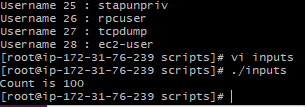 Username 25 : stapunpriv
Username 26 : rpcuser
Username 27 : tcpdump
Username 28 : ec2-user
[root@ip-172-31-76-239 scripts]# vi inputs
[root@ip-172-31-76-239 scripts]# ./inputs
Count is 100
[root@ip-172-31-76-239 scripts]#